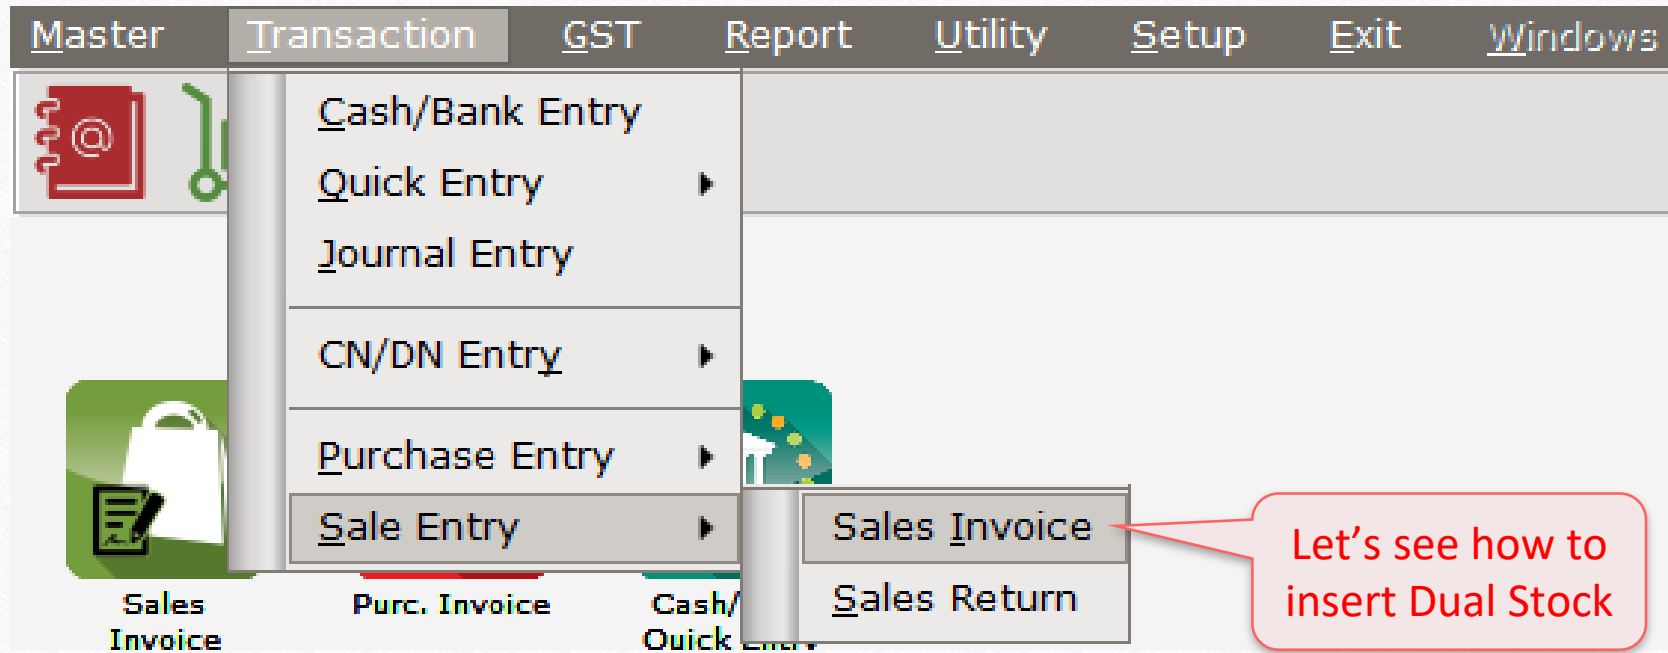 Master Transaction GST Report Utility Setup Exit Windows
@
Cash/Bank Entry
Quick Entry
Journal Entry
CN/DN Entry
Purchase Entry
Sale Entry
Sales Invoice
Sales Return
Let’s see how to
insert Dual Stock
Sales
Invoice
Purc. Invoice
Cash/
Quick Entry